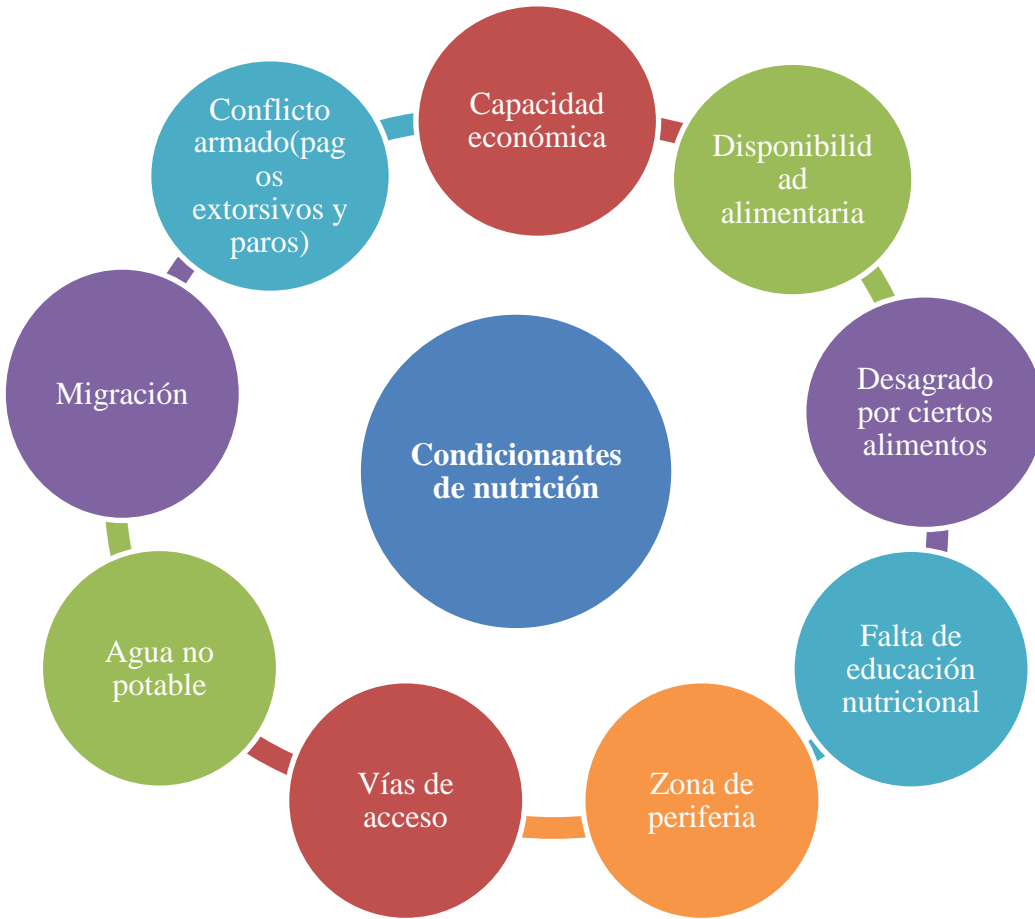 Capacidad
económica
Disponibilid
ad
alimentaria
Desagrado
por ciertos
alimentos
Falta de
educación
nutricional
Zona de
periferia
Vías de
acceso
Agua no
potable
Migración
Conflicto
armado(pag
os
extorsivos y
paros)
Condicionantes
de nutrición